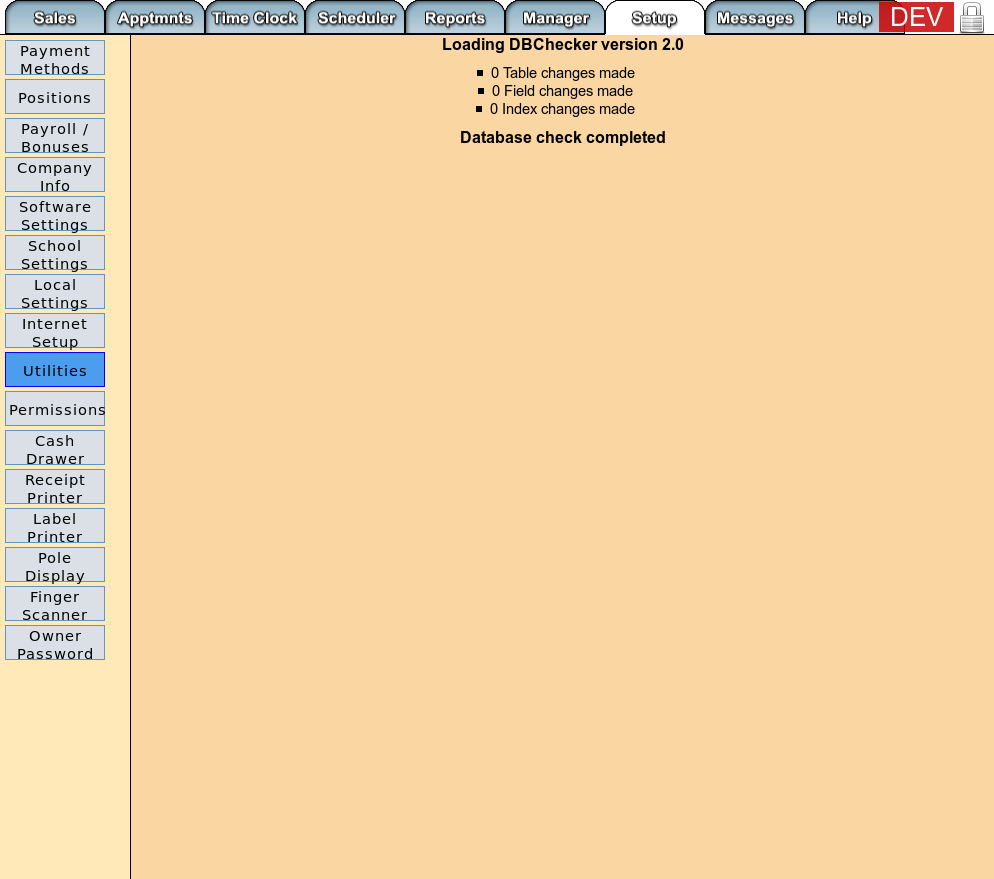 Sales Apptmnts Time Clock Scheduler Reports Manager Setup Messages Help DEV
Payment
Methods
Positions
Payroll /
Bonuses
Company
Info
Software
Settings
School
Settings
Local
Settings
Internet
Setup
Utilities
Permissions
Cash
Drawer
Receipt
Printer
Label
Printer
Pole
Display
Finger
Scanner
Owner
Password
Loading DBChecker version 2.0
0 Table changes made
0 Field changes made
0 Index changes made
Database check completed